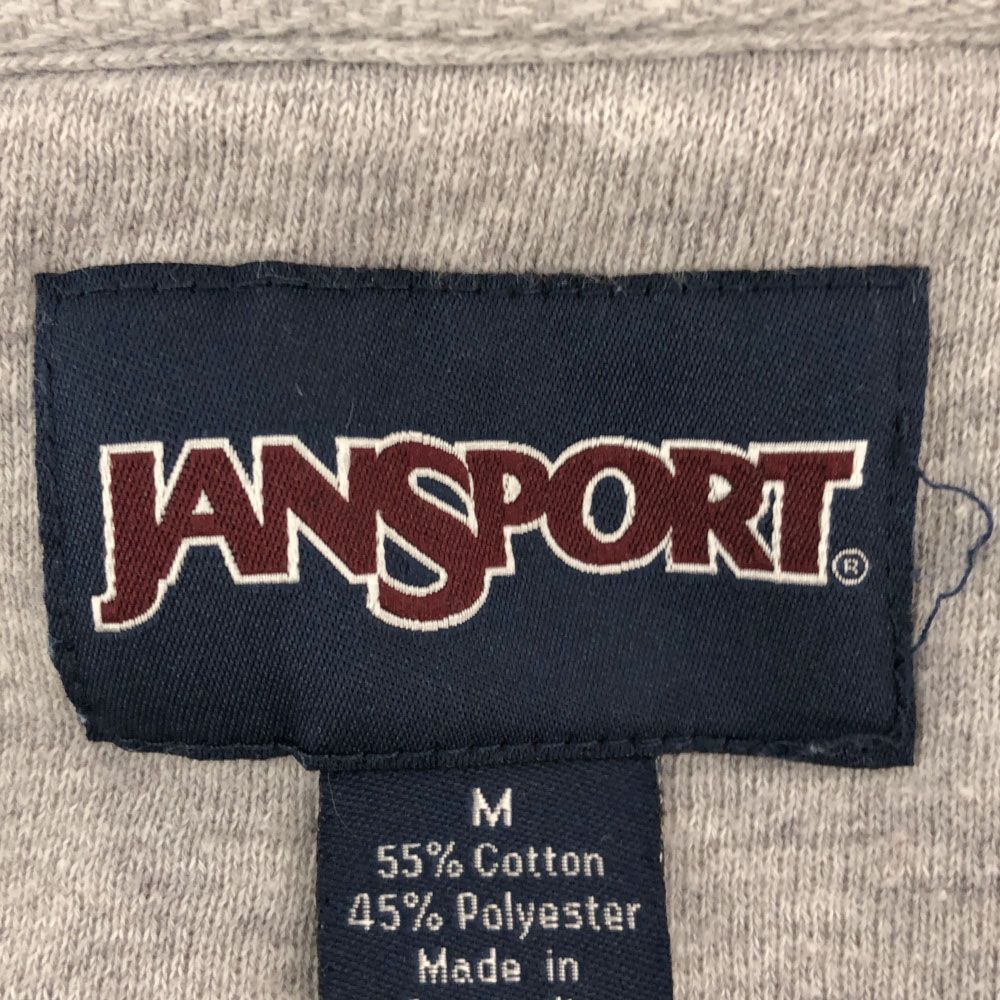 JANSPORT®
M
55% Cotton
45% Polyester
Made in